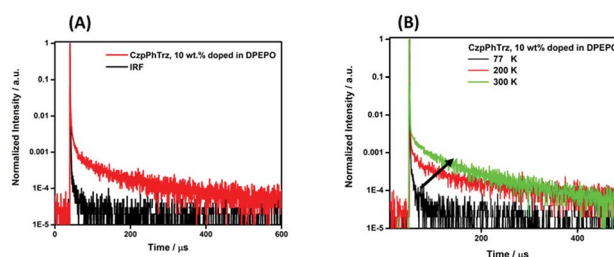 (A)
CzpPhTrz, 10 wt.% doped in DPEPO
IRF
Normalized Intensity / a.u.
1
0.1
0.01
0.001
1E-4
1E-5
0
200
400
600
Time / µs
(B)
CzpPhTrz, 10 wt% doped in DPEPO
77 K
200 K
300 K
Normalized Intensity / a.u.
1
0.1
0.01
0.001
1E-4
1E-5
200
400
Time / µs